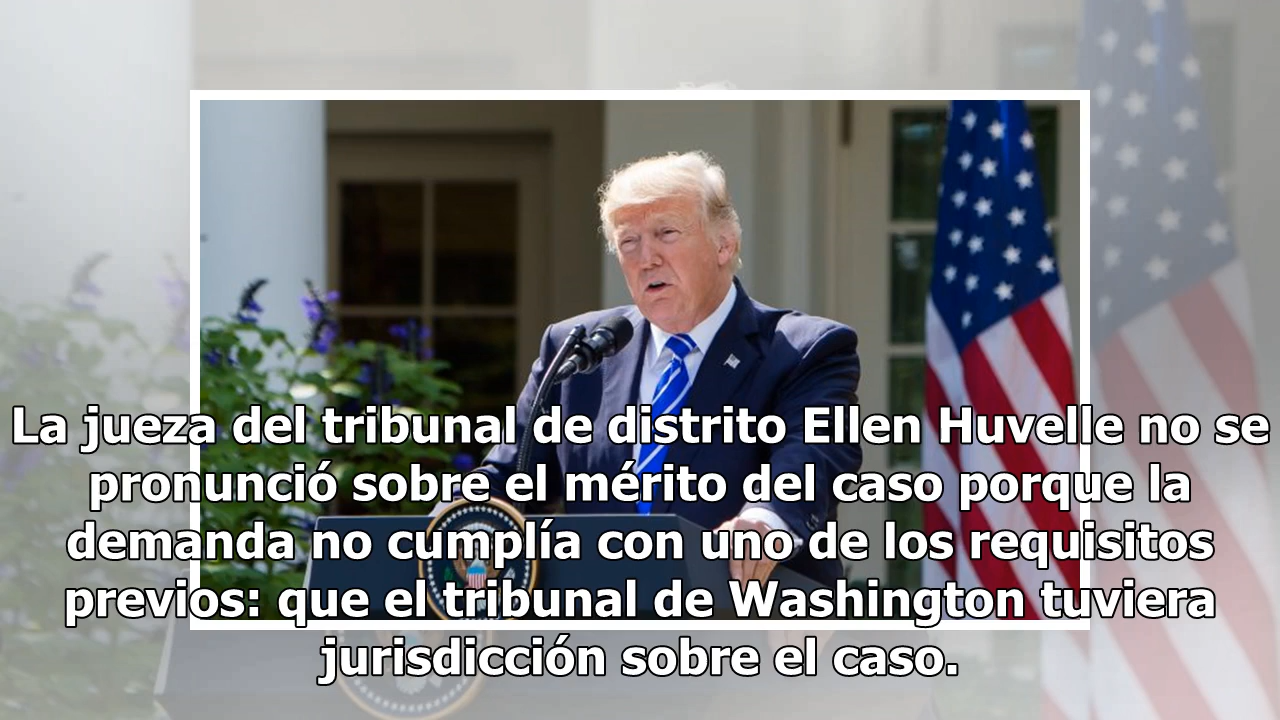 La jueza del tribunal de distrito Ellen Huvelle no se
pronunció sobre el mérito del caso porque la
demanda no cumplía con uno de los requisitos
previos: que el tribunal de Washington tuviera
jurisdicción sobre el caso.